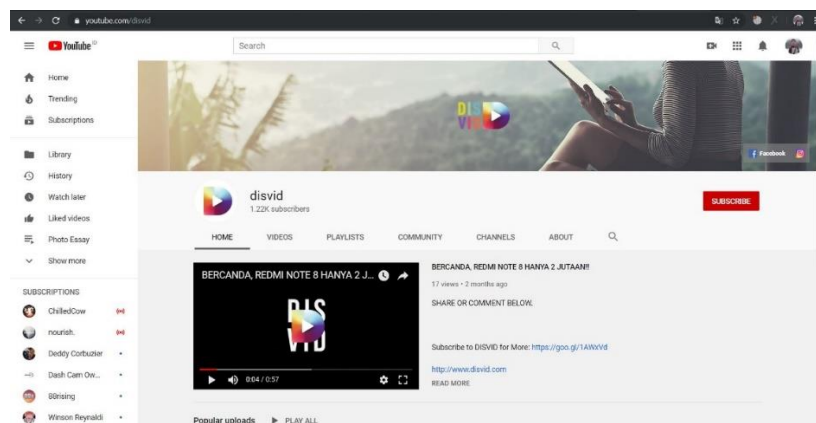 youtube.com/disvid
YouTube ID
Search
Home
Trending
Subscriptions
Library
History
Watch later
Liked videos
Photo Essay
Show more
SUBSCRIPTIONS
ChilledCow
nourish.
Deddy Corbuzier
Dash Cam Ow...
88rising
Winson Reynaldi
DIS
VID
Facebook
disvid
1.22K subscribers
SUBSCRIBE
HOME VIDEOS PLAYLISTS COMMUNITY CHANNELS ABOUT
BERCANDA, REDMI NOTE 8 HANYA 2 J...
DIS
VID
0:04 / 0:57
BERCANDA, REDMI NOTE 8 HANYA 2 JUTAAN!!
17 views • 2 months ago
SHARE OR COMMENT BELOW.
Subscribe to DISVID for More: https://goo.gl/1AWxVd
http://www.disvid.com
READ MORE
Popular uploads PLAY ALL